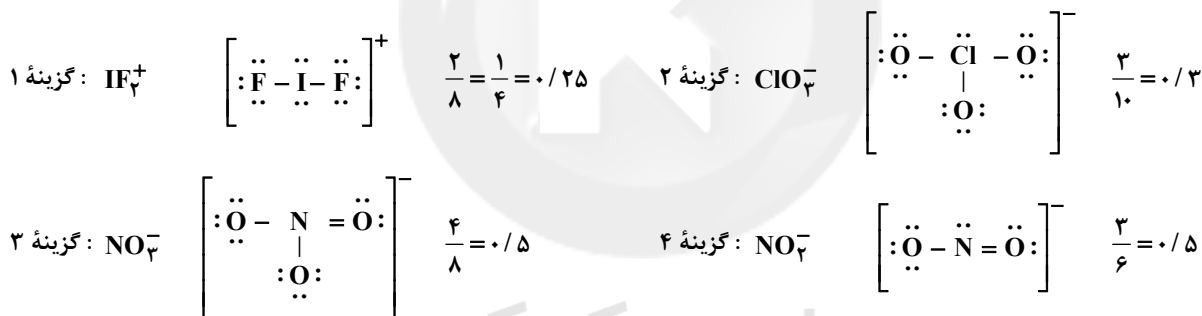 گزینهٔ ۱ : IF₂⁺ [:F̤̈ – Ï̤ – F̤̈:]⁺ ۲/۸ = ۱/۴ = ۰/۲۵
گزینهٔ ۲ : ClO₃⁻ [:Ö̤ – C̈l – Ö̤:]⁻ ۳/۱۰ = ۰/۳
|
:O̤:
گزینهٔ ۳ : NO₃⁻ [:Ö̤ – N = Ö:]⁻ ۴/۸ = ۰/۵
|
:O̤:
گزینهٔ ۴ : NO₂⁻ [:Ö̤ – N̈ = Ö:]⁻ ۳/۶ = ۰/۵